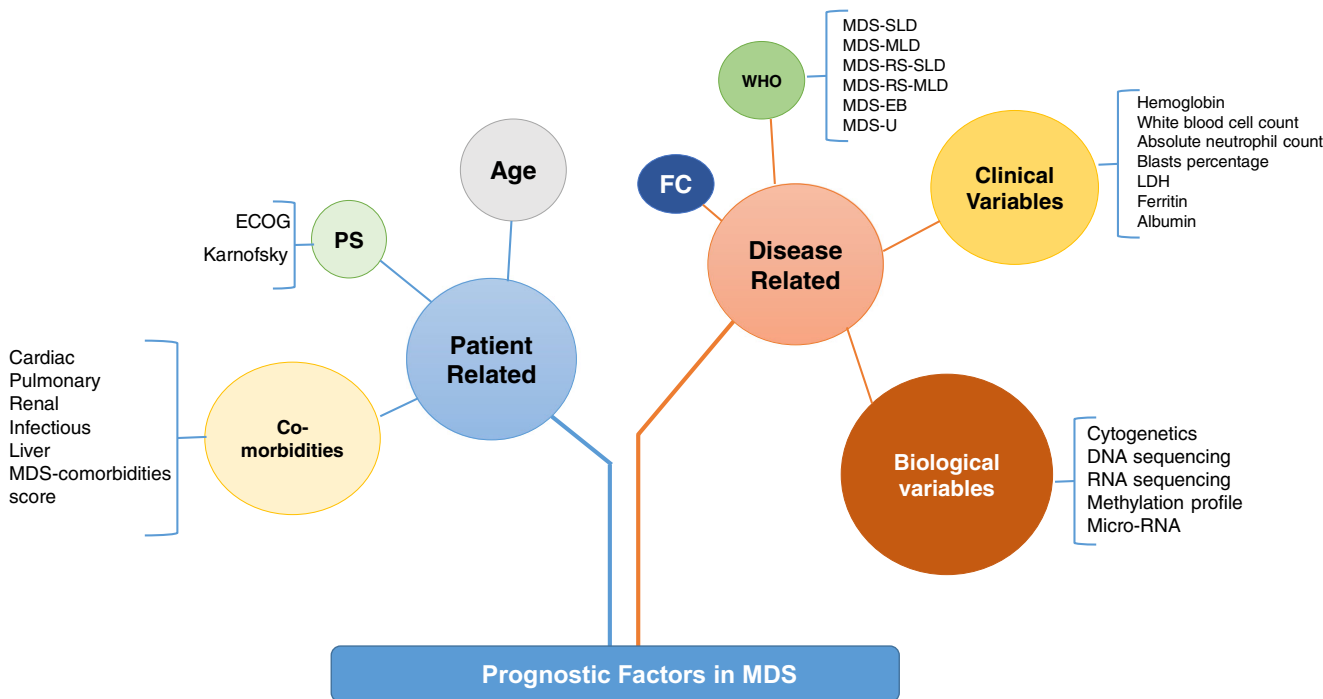 WHO
MDS-SLD
MDS-MLD
MDS-RS-SLD
MDS-RS-MLD
MDS-EB
MDS-U
Hemoglobin
White blood cell count
Absolute neutrophil count
Blasts percentage
LDH
Ferritin
Albumin
Clinical
Variables
FC
Age
ECOG
Karnofsky
PS
Disease
Related
Patient
Related
Cardiac
Pulmonary
Renal
Infectious
Liver
MDS-comorbidities
score
Co-
morbidities
Biological
variables
Cytogenetics
DNA sequencing
RNA sequencing
Methylation profile
Micro-RNA
Prognostic Factors in MDS